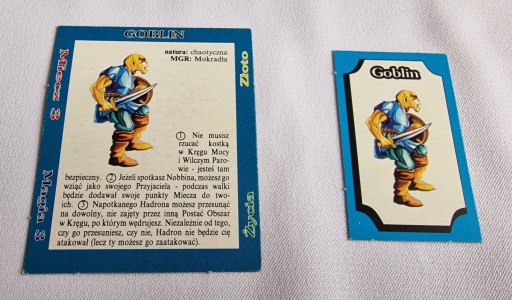 GOBLIN
natura: chaotyczna
MGR: Mokradła
Miecz 3
Magia 3
Złoto
Życia
① Nie musisz
rzucać kostką
w Kręgu Mocy
i Wilczym Paro-
wie - jesteś tam
bezpieczny. ② Jeżeli spotkasz Nobbina, możesz go
wziąć jako swojego Przyjaciela - podczas walki
będzie dodawał swoje punkty Miecza do two-
ich. ③ Napotkanego Hadrona możesz przesunąć
na dowolny, nie zajęty przez inną Postać Obszar
w Kręgu, po którym wędrujesz. Niezależnie od tego,
czy go przesuniesz, czy nie, Hadron nie będzie cię
atakował (lecz ty możesz go zaatakować).
Goblin